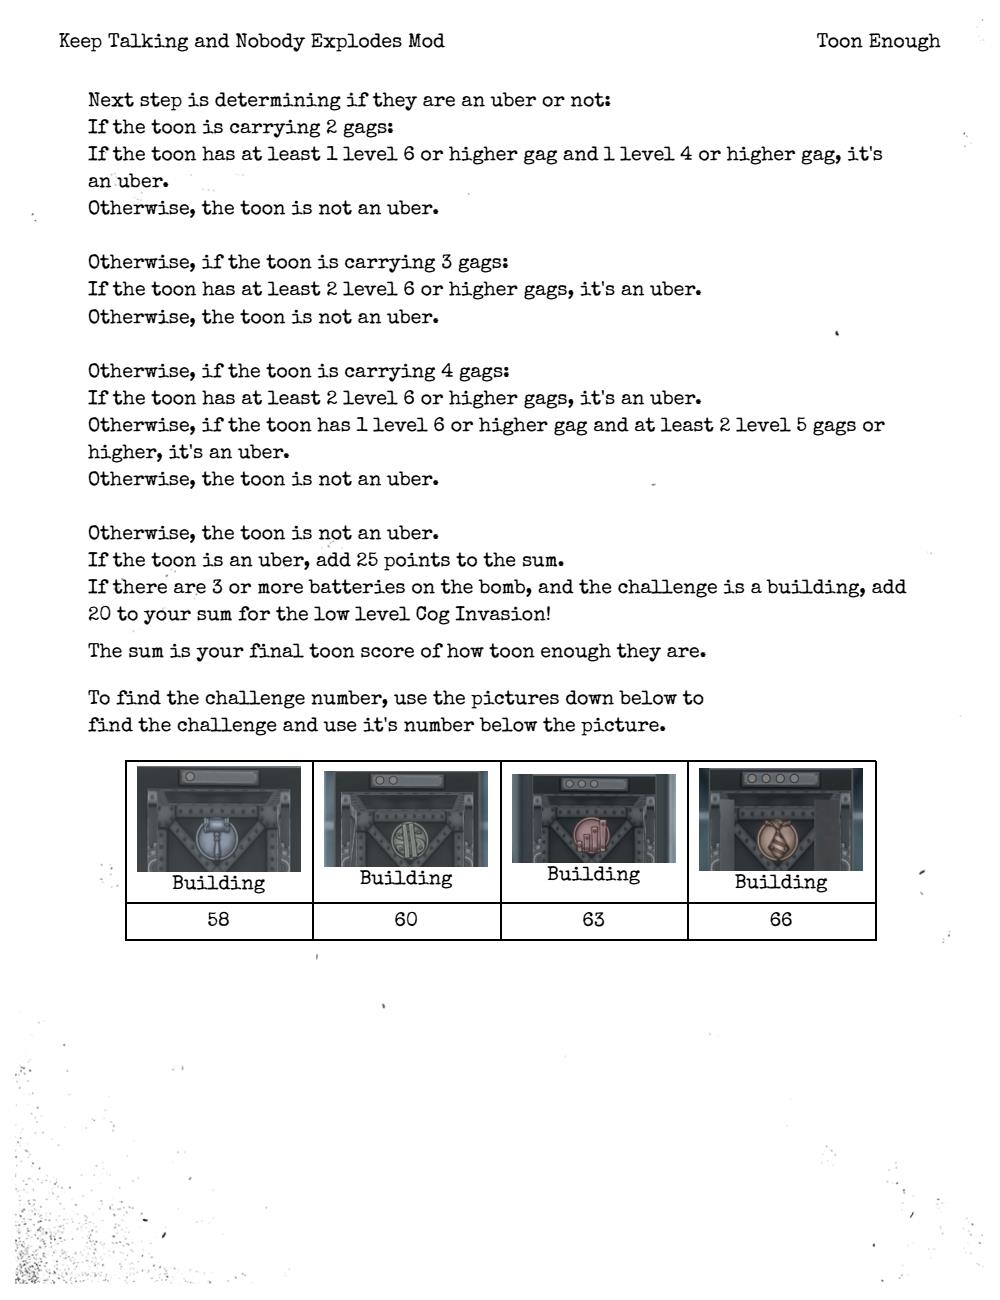 Keep Talking and Nobody Explodes Mod
Toon Enough
Next step is determining if they are an uber or not:
If the toon is carrying 2 gags:
If the toon has at least 1 level 6 or higher gag and 1 level 4 or higher gag, it's
an uber.
Otherwise, the toon is not an uber.
Otherwise, if the toon is carrying 3 gags:
If the toon has at least 2 level 6 or higher gags, it's an uber.
Otherwise, the toon is not an uber.
Otherwise, if the toon is carrying 4 gags:
If the toon has at least 2 level 6 or higher gags, it's an uber.
Otherwise, if the toon has 1 level 6 or higher gag and at least 2 level 5 gags or
higher, it's an uber.
Otherwise, the toon is not an uber.
Otherwise, the toon is not an uber.
If the toon is an uber, add 25 points to the sum.
If there are 3 or more batteries on the bomb, and the challenge is a building, add
20 to your sum for the low level Cog Invasion!
The sum is your final toon score of how toon enough they are.
To find the challenge number, use the pictures down below to
find the challenge and use it's number below the picture.
Building Building Building Building
58 60 63 66